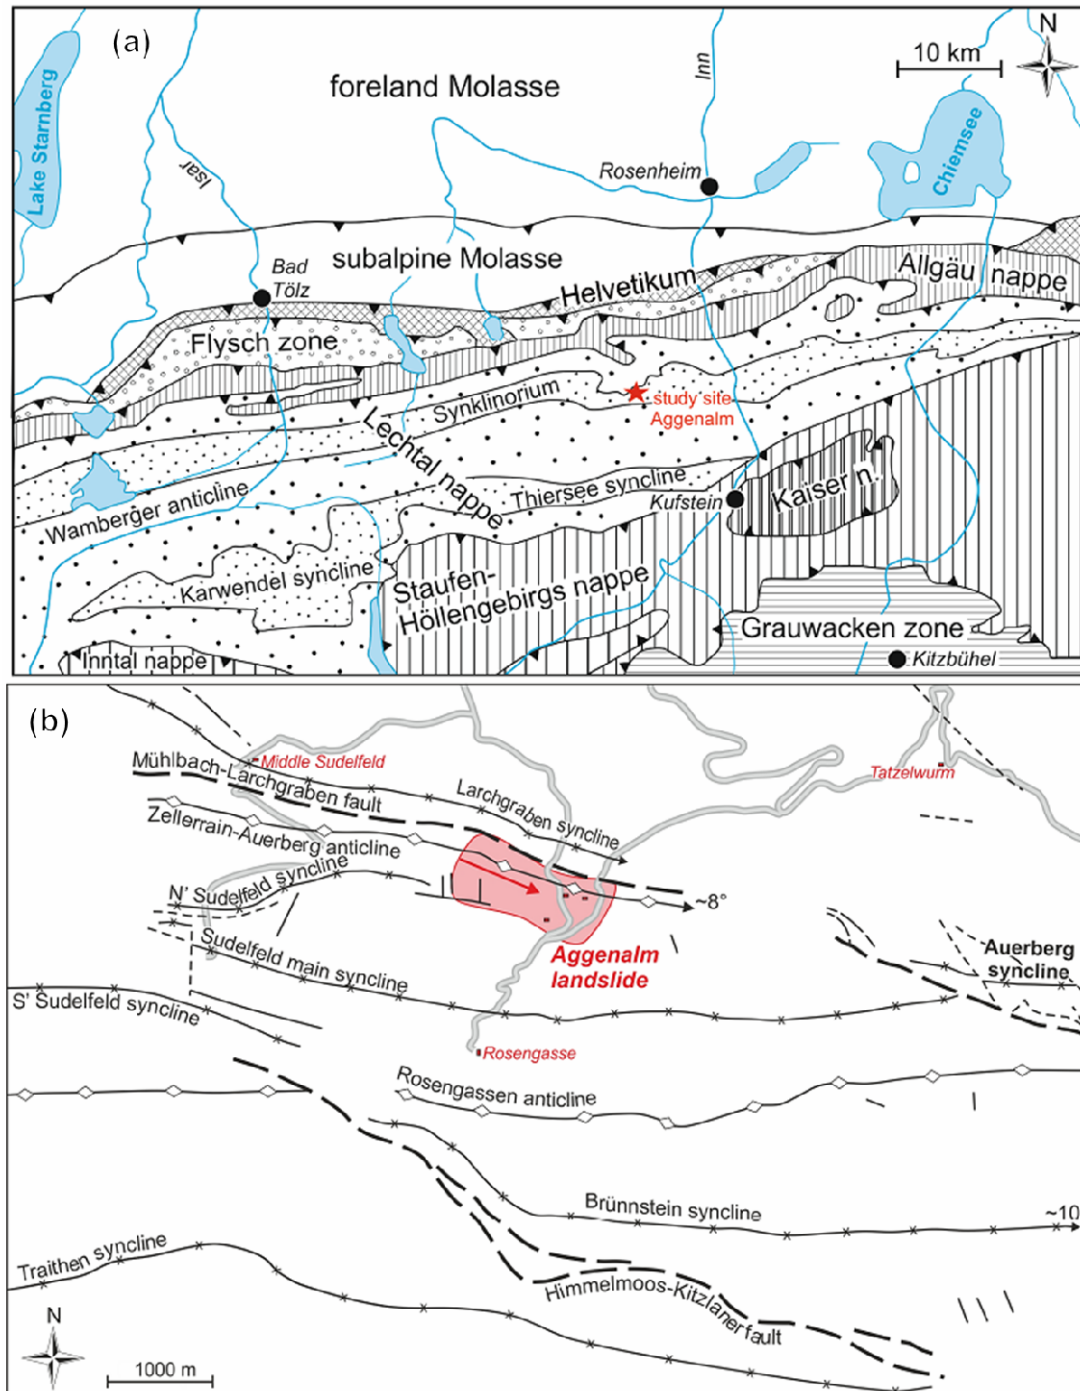 (a)
N
10 km
Inn
foreland Molasse
Lake Starnberg
Isar
Rosenheim
Chiemsee
subalpine Molasse
Bad
Tölz
Helvetikum
Allgäu nappe
Flysch zone
Synklinorium
study site
Aggenalm
Lechtal nappe
Thiersee syncline
Kufstein
Kaiser n.
Wamberger anticline
Karwendel syncline
Staufen-
Höllengebirgs nappe
Grauwacken zone
Inntal nappe
Kitzbühel
(b)
Middle Sudelfeld
Mühlbach-Larchgraben fault
Larchgraben syncline
Tatzelwurm
Zellerrain-Auerberg anticline
N' Sudelfeld syncline
~8°
Sudelfeld main syncline
Aggenalm
landslide
Auerberg
syncline
S' Sudelfeld syncline
Rosengasse
Rosengassen anticline
Brünnstein syncline
~10
Traithen syncline
Himmelmoos-Kitzlaner fault
N
1000 m